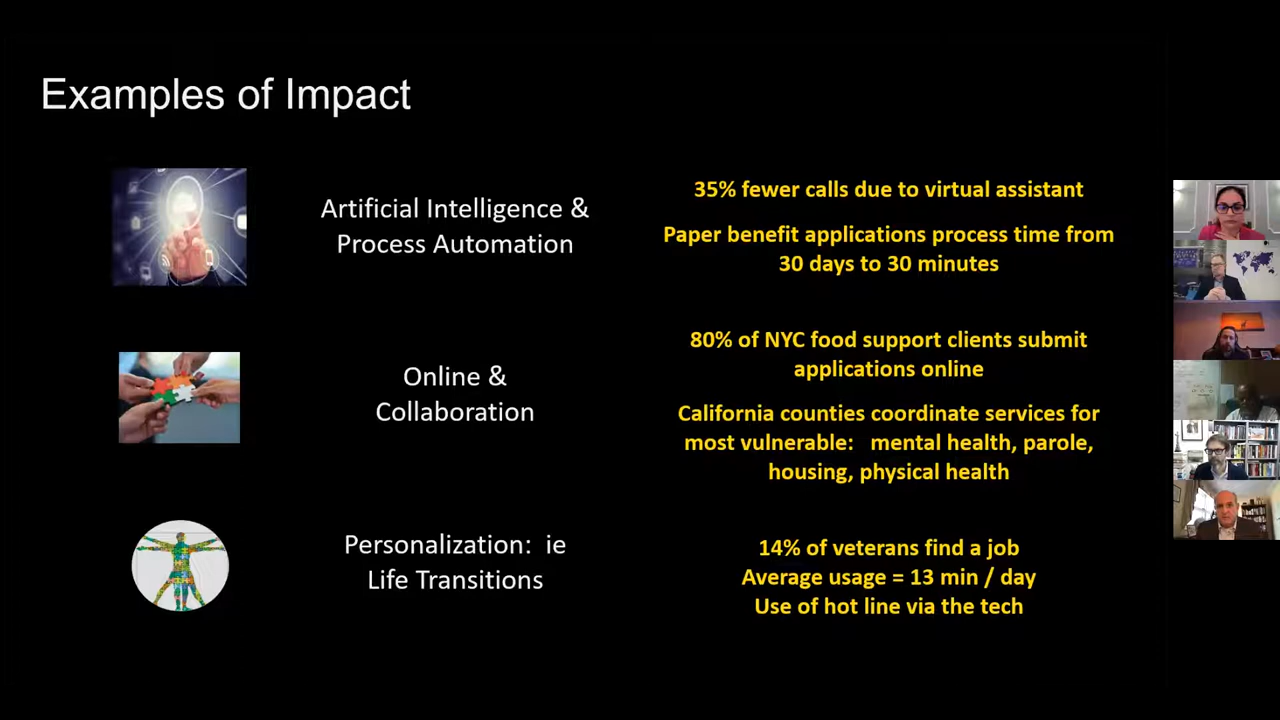 Examples of Impact
Artificial Intelligence &
Process Automation
35% fewer calls due to virtual assistant
Paper benefit applications process time from
30 days to 30 minutes
Online &
Collaboration
80% of NYC food support clients submit
applications online
California counties coordinate services for
most vulnerable:   mental health, parole,
housing, physical health
Personalization:  ie
Life Transitions
14% of veterans find a job
Average usage = 13 min / day
Use of hot line via the tech